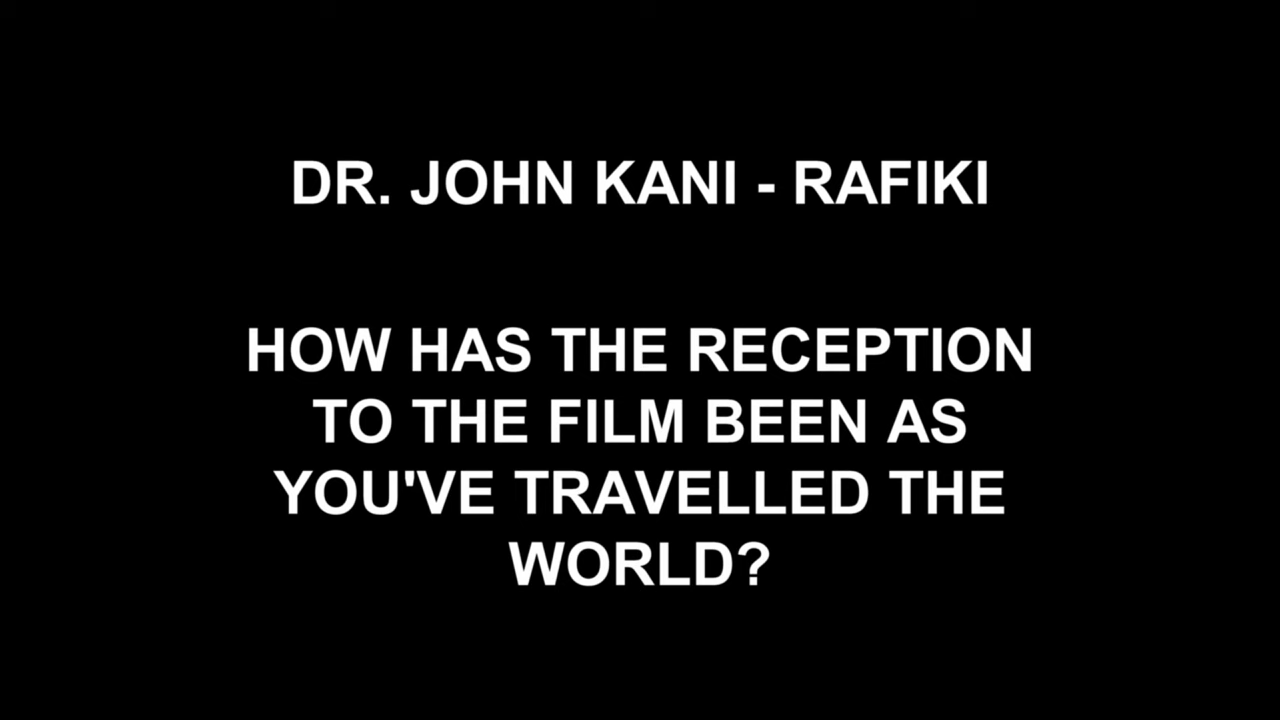 DR. JOHN KANI - RAFIKI
HOW HAS THE RECEPTION
TO THE FILM BEEN AS
YOU'VE TRAVELLED THE
WORLD?